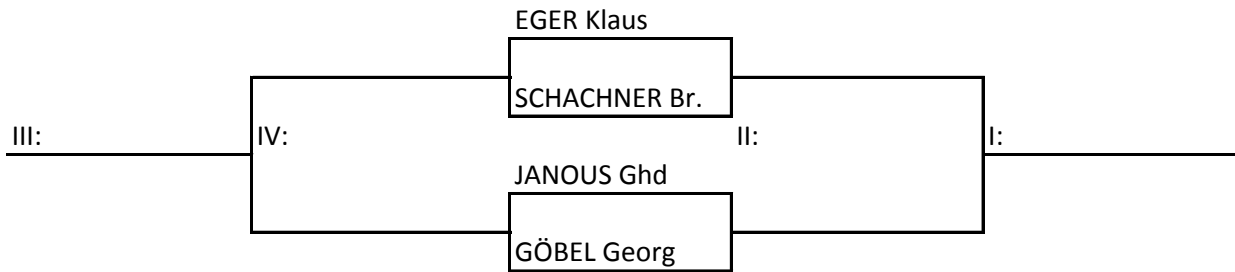 EGER Klaus
SCHACHNER Br.
III:
IV:
II:
I:
JANOUS Ghd
GÖBEL Georg